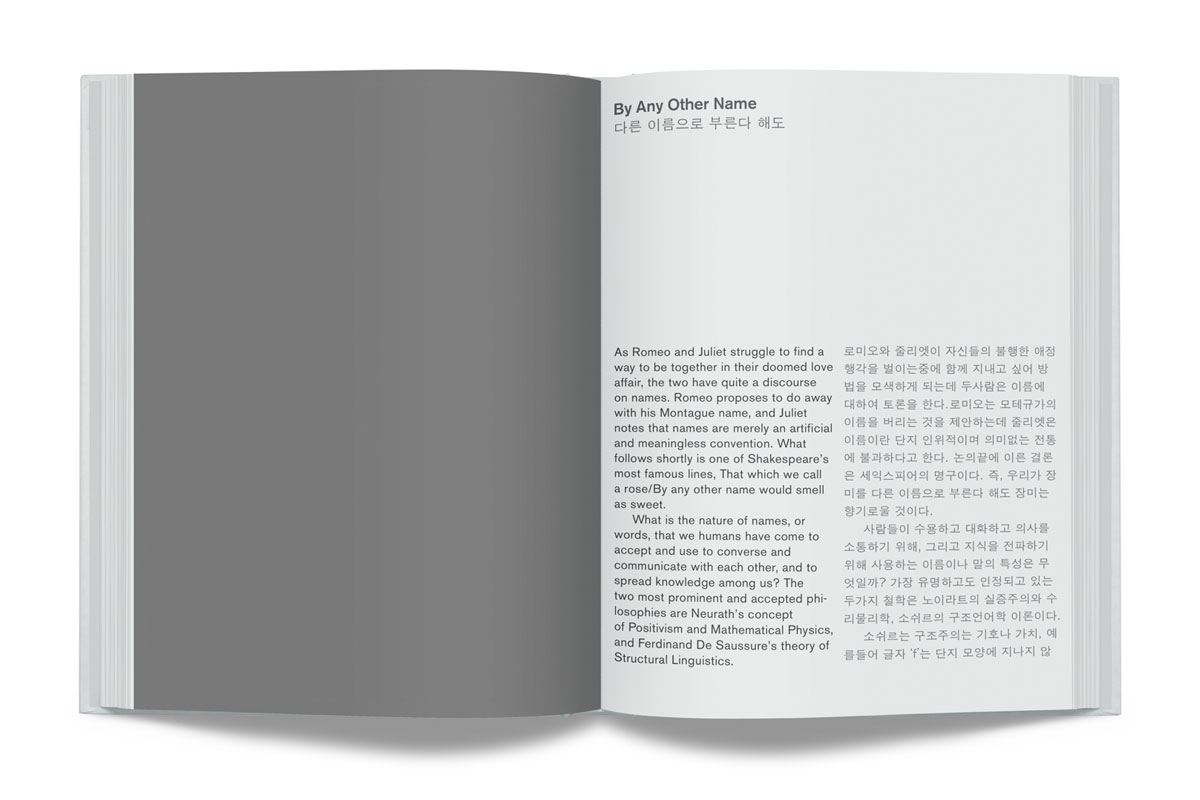 By Any Other Name
다른 이름으로 부른다 해도
As Romeo and Juliet struggle to find a
way to be together in their doomed love
affair, the two have quite a discourse
on names. Romeo proposes to do away
with his Montague name, and Juliet
notes that names are merely an artificial
and meaningless convention. What
follows shortly is one of Shakespeare's
most famous lines, That which we call
a rose/By any other name would smell
as sweet.
What is the nature of names, or
words, that we humans have come to
accept and use to converse and
communicate with each other, and to
spread knowledge among us? The
two most prominent and accepted phi-
losophies are Neurath's concept
of Positivism and Mathematical Physics,
and Ferdinand De Saussure's theory of
Structural Linguistics.
로미오와 줄리엣이 자신들의 불행한 애정
행각을 벌이는중에 함께 지내고 싶어 방
법을 모색하게 되는데 두사람은 이름에
대하여 토론을 한다.로미오는 모테규가의
이름을 버리는 것을 제안하는데 줄리엣은
이름이란 단지 인위적이며 의미없는 전통
에 불과하다고 한다. 논의끝에 이른 결론
은 세익스피어의 명구이다. 즉, 우리가 장
미를 다른 이름으로 부른다 해도 장미는
향기로울 것이다.
사람들이 수용하고 대화하고 의사를
소통하기 위해, 그리고 지식을 전파하기
위해 사용하는 이름이나 말의 특성은 무
엇일까? 가장 유명하고도 인정되고 있는
두가지 철학은 노이라트의 실증주의와 수
리물리학, 소쉬르의 구조언어학 이론이다.
소쉬르는 구조주의는 기호나 가치, 예
를들어 글자 'f'는 단지 모양에 지나지 않